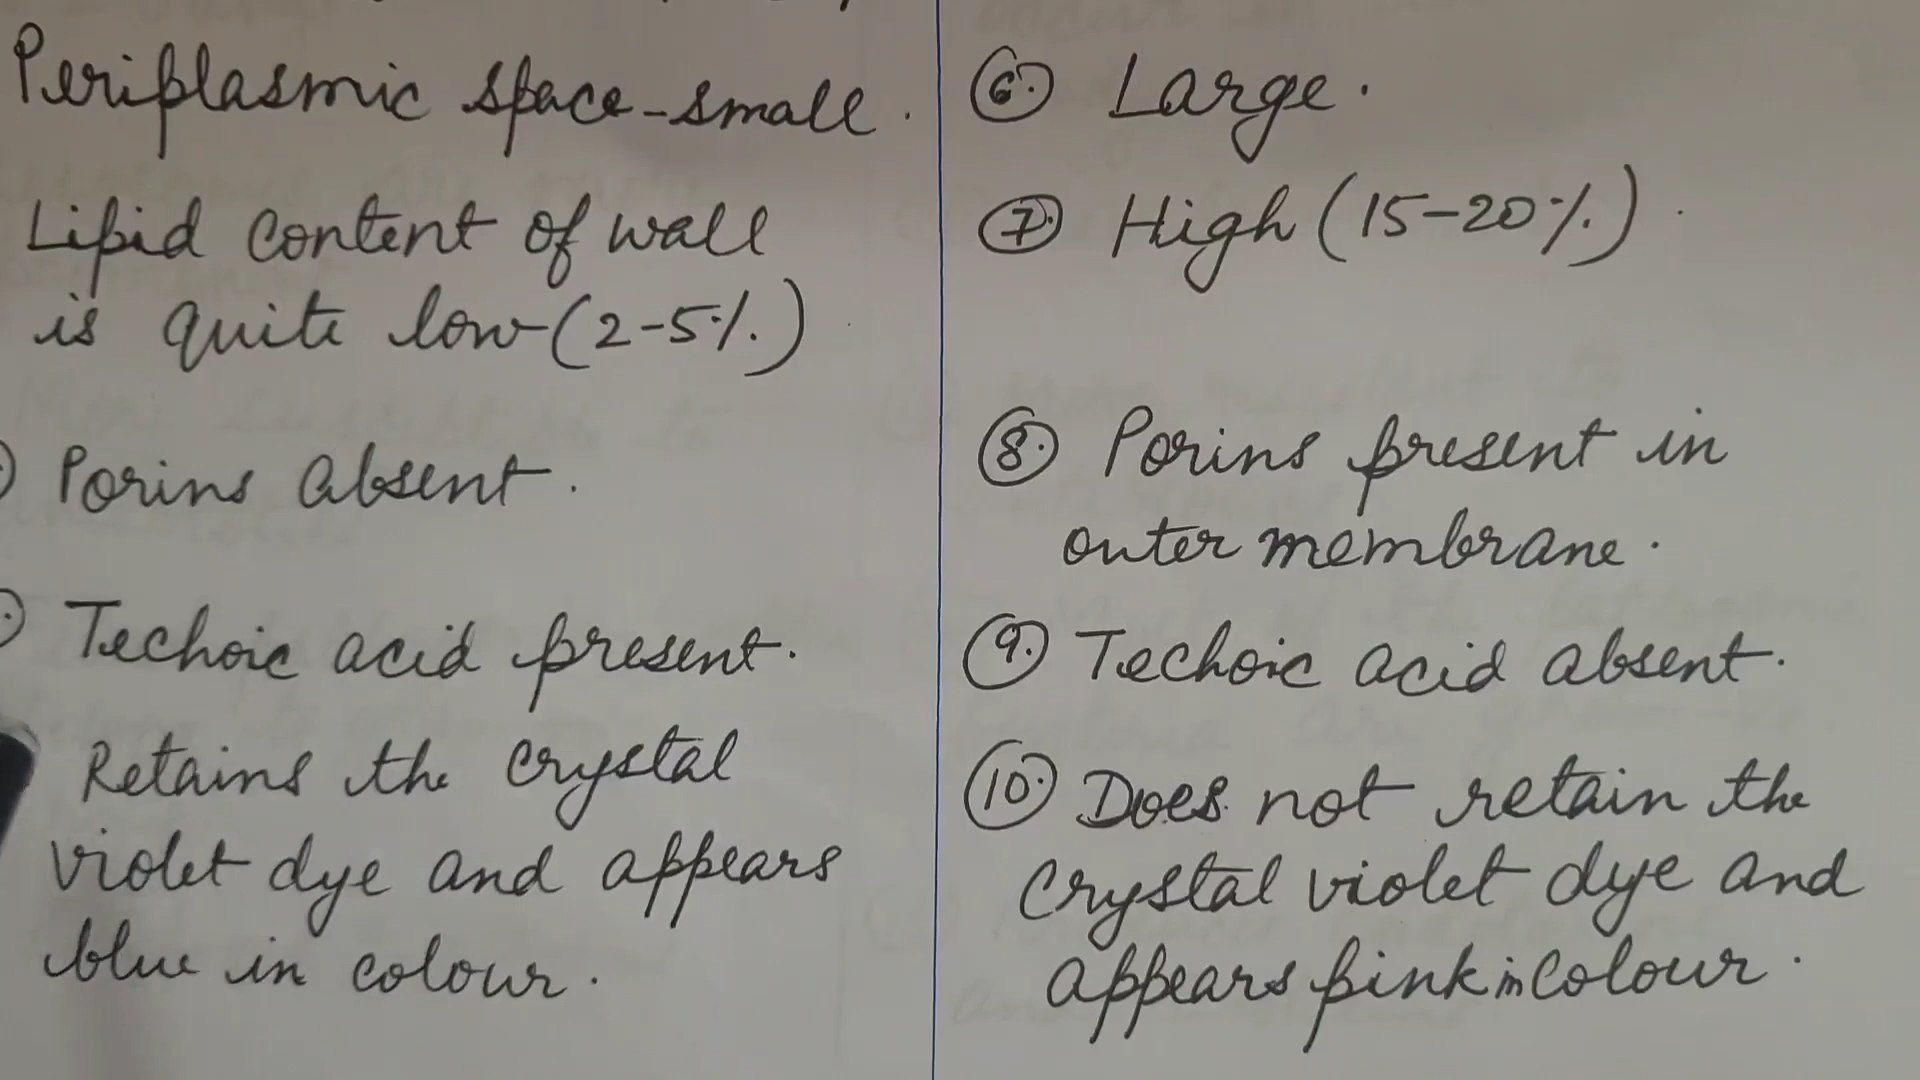 Periplasmic space-small.
Lipid content of wall
is quite low (2-5%.)
Porins absent.
Techoic acid present.
Retains the crystal
violet dye and appears
blue in colour.
6. Large.
7. High (15-20%.)
8. Porins present in
outer membrane.
9. Techoic acid absent.
10. Does not retain the
crystal violet dye and
appears pink in colour.